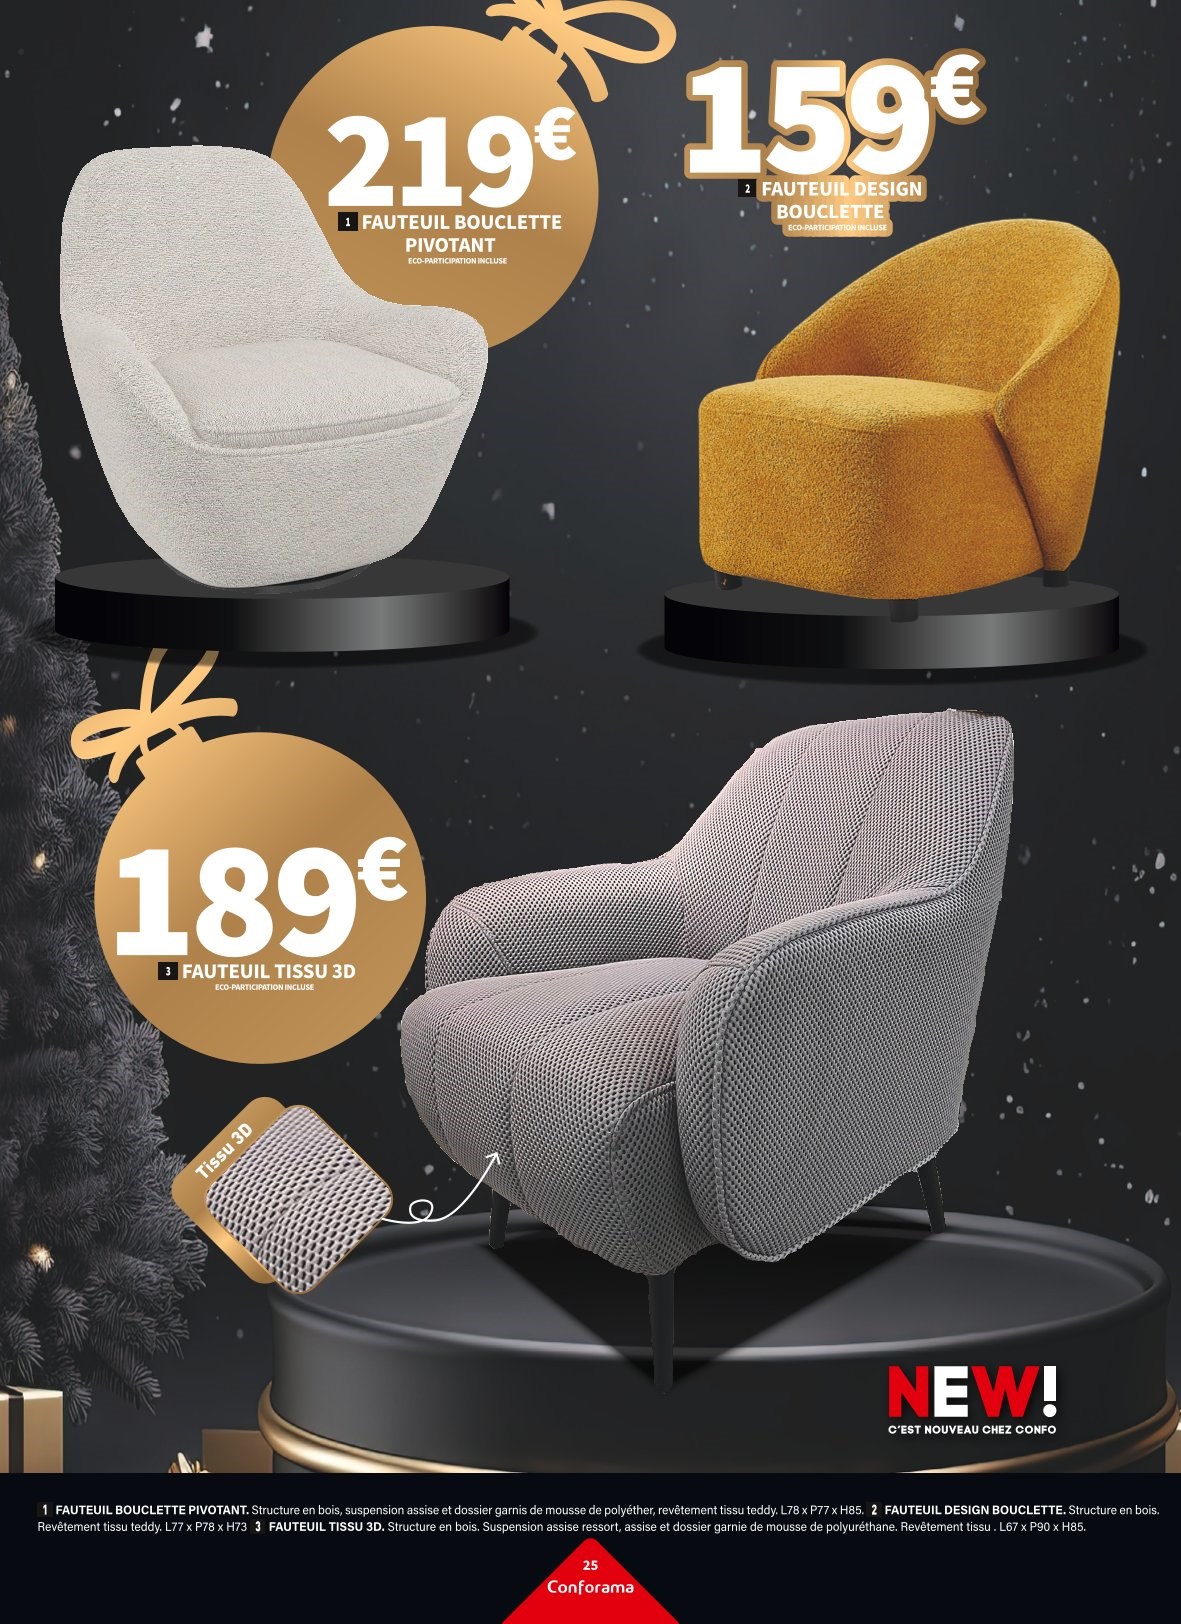 219€
1 FAUTEUIL BOUCLETTE
PIVOTANT
ECO-PARTICIPATION INCLUSE
159€
2 FAUTEUIL DESIGN
BOUCLETTE
ECO-PARTICIPATION INCLUSE
189€
3 FAUTEUIL TISSU 3D
ECO-PARTICIPATION INCLUSE
Tissu 3D
NEW!
C'EST NOUVEAU CHEZ CONFO
1 FAUTEUIL BOUCLETTE PIVOTANT. Structure en bois, suspension assise et dossier garnis de mousse de polyéther, revêtement tissu teddy. L78 x P77 x H85. 2 FAUTEUIL DESIGN BOUCLETTE. Structure en bois.
Revêtement tissu teddy. L77 x P78 x H73 3 FAUTEUIL TISSU 3D. Structure en bois. Suspension assise ressort, assise et dossier garnie de mousse de polyuréthane. Revêtement tissu . L67 x P90 x H85.
25
Conforama